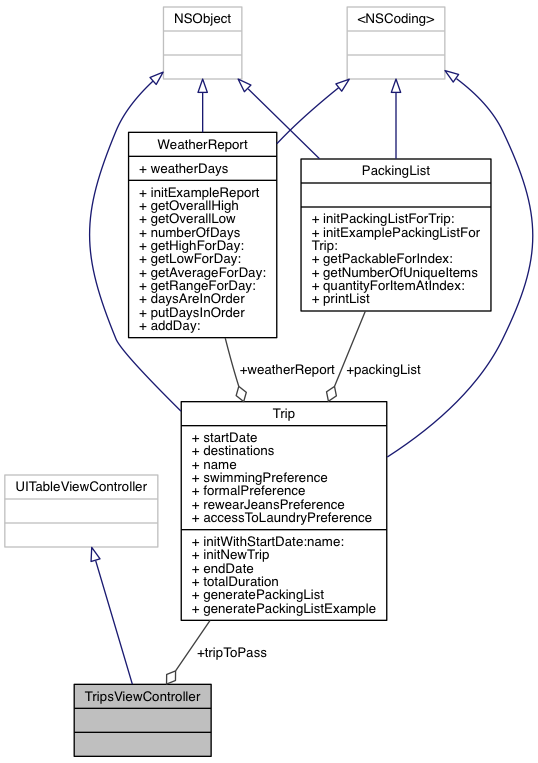 NSObject
<NSCoding>
WeatherReport
+ weatherDays
+ initExampleReport
+ getOverallHigh
+ getOverallLow
+ numberOfDays
+ getHighForDay:
+ getLowForDay:
+ getAverageForDay:
+ getRangeForDay:
+ daysAreInOrder
+ putDaysInOrder
+ addDay:
PackingList
+ initPackingListForTrip:
+ initExamplePackingListFor
Trip:
+ getPackableForIndex:
+ getNumberOfUniqueItems
+ quantityForItemAtIndex:
+ printList
+weatherReport
+packingList
Trip
+ startDate
+ destinations
+ name
+ swimmingPreference
+ formalPreference
+ rewearJeansPreference
+ accessToLaundryPreference
+ initWithStartDate:name:
+ initNewTrip
+ endDate
+ totalDuration
+ generatePackingList
+ generatePackingListExample
UITableViewController
+tripToPass
TripsViewController